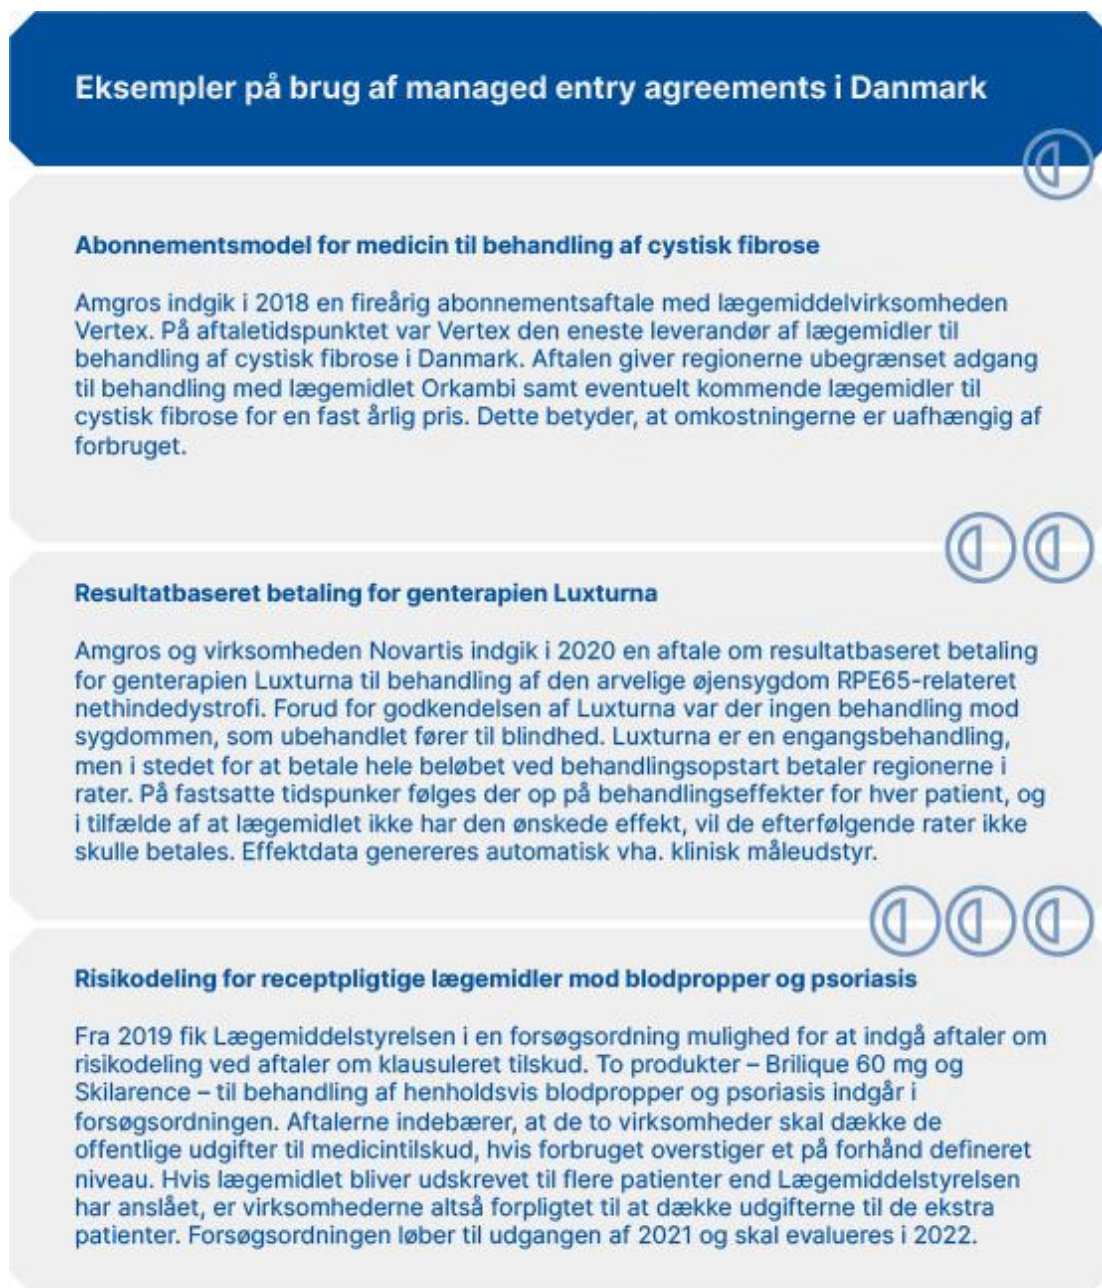 Eksempler på brug af managed entry agreements i Danmark
Abonnementsmodel for medicin til behandling af cystisk fibrose
Amgros indgik i 2018 en fireårig abonnementsaftale med lægemiddelvirksomheden
Vertex. På aftaletidspunktet var Vertex den eneste leverandør af lægemidler til
behandling af cystisk fibrose i Danmark. Aftalen giver regionerne ubegrænset adgang
til behandling med lægemidlet Orkambi samt eventuelt kommende lægemidler til
cystisk fibrose for en fast årlig pris. Dette betyder, at omkostningerne er uafhængig af
forbruget.
Resultatbaseret betaling for genterapien Luxturna
Amgros og virksomheden Novartis indgik i 2020 en aftale om resultatbaseret betaling
for genterapien Luxturna til behandling af den arvelige øjensygdom RPE65-relateret
nethindedystrofi. Forud for godkendelsen af Luxturna var der ingen behandling mod
sygdommen, som ubehandlet fører til blindhed. Luxturna er en engangsbehandling,
men i stedet for at betale hele beløbet ved behandlingsopstart betaler regionerne i
rater. På fastsatte tidspunker følges der op på behandlingseffekter for hver patient, og
i tilfælde af at lægemidlet ikke har den ønskede effekt, vil de efterfølgende rater ikke
skulle betales. Effektdata genereres automatisk vha. klinisk måleudstyr.
Risikodeling for receptpligtige lægemidler mod blodpropper og psoriasis
Fra 2019 fik Lægemiddelstyrelsen i en forsøgsordning mulighed for at indgå aftaler om
risikodeling ved aftaler om klausuleret tilskud. To produkter – Brilique 60 mg og
Skilarence – til behandling af henholdsvis blodpropper og psoriasis indgår i
forsøgsordningen. Aftalerne indebærer, at de to virksomheder skal dække de
offentlige udgifter til medicintilskud, hvis forbruget overstiger et på forhånd defineret
niveau. Hvis lægemidlet bliver udskrevet til flere patienter end Lægemiddelstyrelsen
har anslået, er virksomhederne altså forpligtet til at dække udgifterne til de ekstra
patienter. Forsøgsordningen løber til udgangen af 2021 og skal evalueres i 2022.